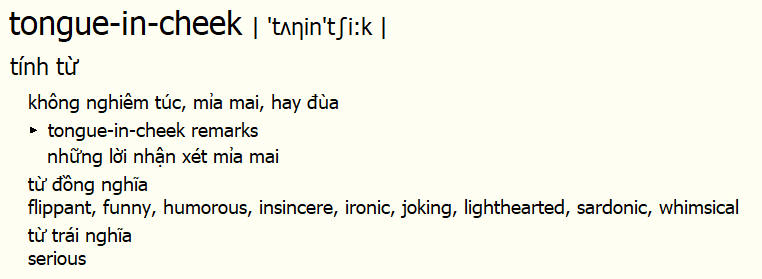 tongue-in-cheek | 'tʌηin't∫i:k |
tính từ
không nghiêm túc, mỉa mai, hay đùa
tongue-in-cheek remarks
những lời nhận xét mỉa mai
từ đồng nghĩa
flippant, funny, humorous, insincere, ironic, joking, lighthearted, sardonic, whimsical
từ trái nghĩa
serious